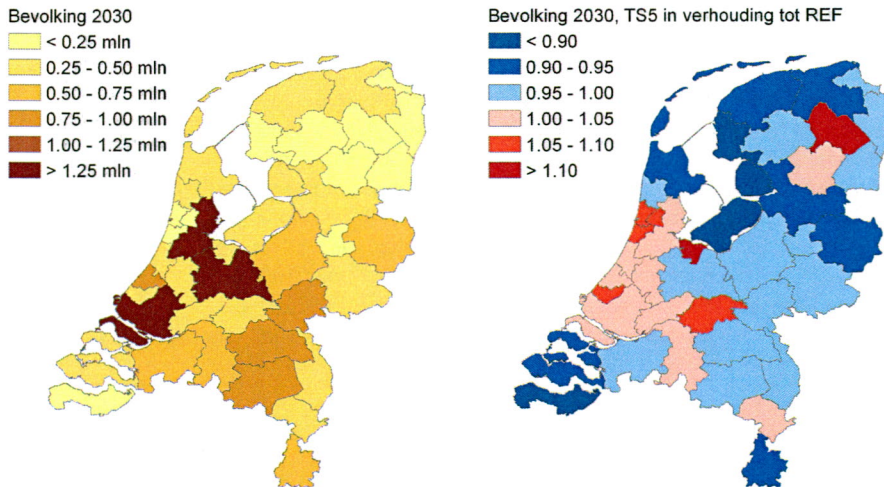 Bevolking 2030
< 0.25 mln
0.25 - 0.50 mln
0.50 - 0.75 mln
0.75 - 1.00 mln
1.00 - 1.25 mln
> 1.25 mln
Bevolking 2030, TS5 in verhouding tot REF
< 0.90
0.90 - 0.95
0.95 - 1.00
1.00 - 1.05
1.05 - 1.10
> 1.10